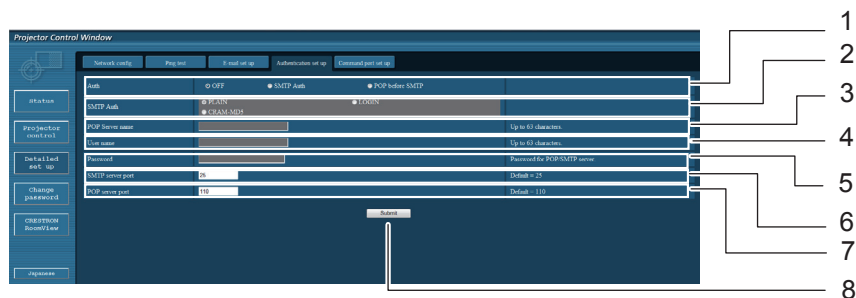 Projector Control Window
Network config Ping test E-mail set up Authentication set up Command port set up
Auth OFF SMTP Auth POP before SMTP
SMTP Auth PLAIN LOGIN
CRAM-MD5
POP Server name Up to 63 characters.
User name Up to 63 characters.
Password Password for POP/SMTP server
SMTP server port 25 Default = 25
POP server port 110 Default = 110
Submit
Status
Projector
control
Detailed
set up
Change
password
CRESTRON
RoomView
Japanese
1
2
3
4
5
6
7
8